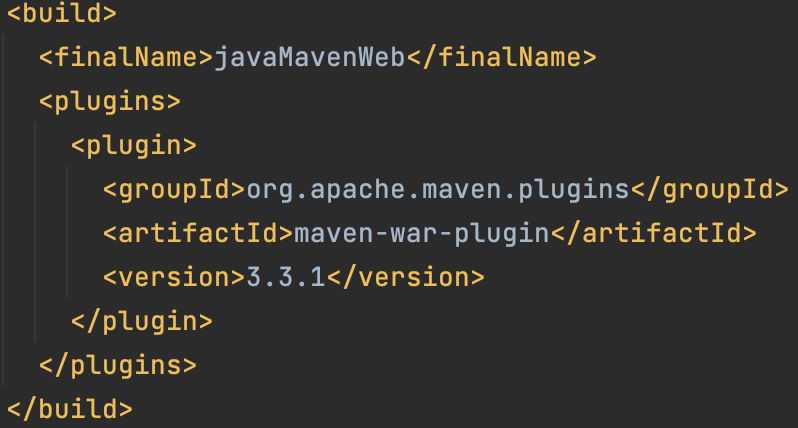 <build>
<finalName>javaMavenWeb</finalName>
<plugins>
<plugin>
<groupId>org.apache.maven.plugins</groupId>
<artifactId>maven-war-plugin</artifactId>
<version>3.3.1</version>
</plugin>
</plugins>
</build>